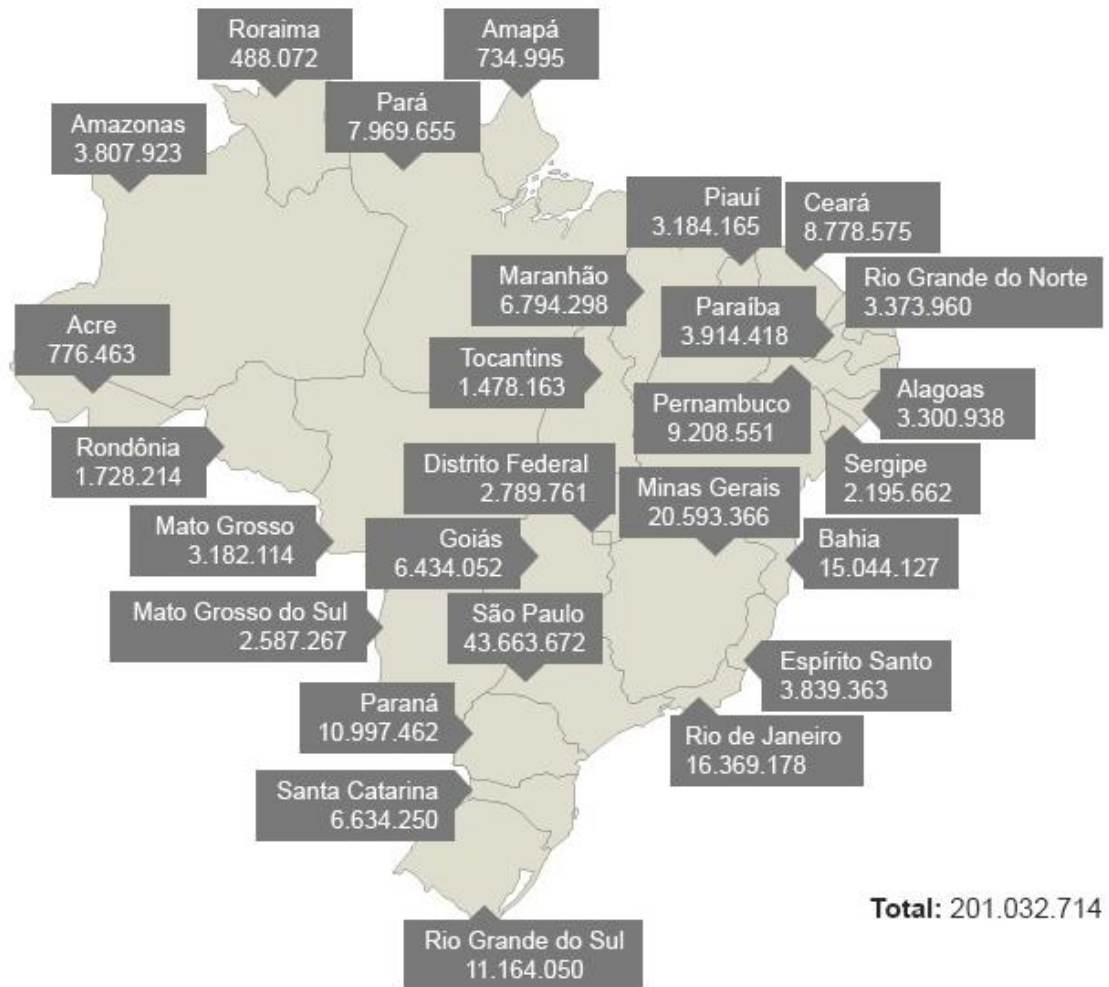 Roraima
488.072
Amapá
734.995
Pará
7.969.655
Amazonas
3.807.923
Piauí
3.184.165
Ceará
8.778.575
Maranhão
6.794.298
Rio Grande do Norte
3.373.960
Paraíba
3.914.418
Acre
776.463
Tocantins
1.478.163
Pernambuco
9.208.551
Alagoas
3.300.938
Rondônia
1.728.214
Distrito Federal
2.789.761
Minas Gerais
20.593.366
Sergipe
2.195.662
Mato Grosso
3.182.114
Goiás
6.434.052
Bahia
15.044.127
Mato Grosso do Sul
2.587.267
São Paulo
43.663.672
Espírito Santo
3.839.363
Paraná
10.997.462
Rio de Janeiro
16.369.178
Santa Catarina
6.634.250
Total: 201.032.714
Rio Grande do Sul
11.164.050